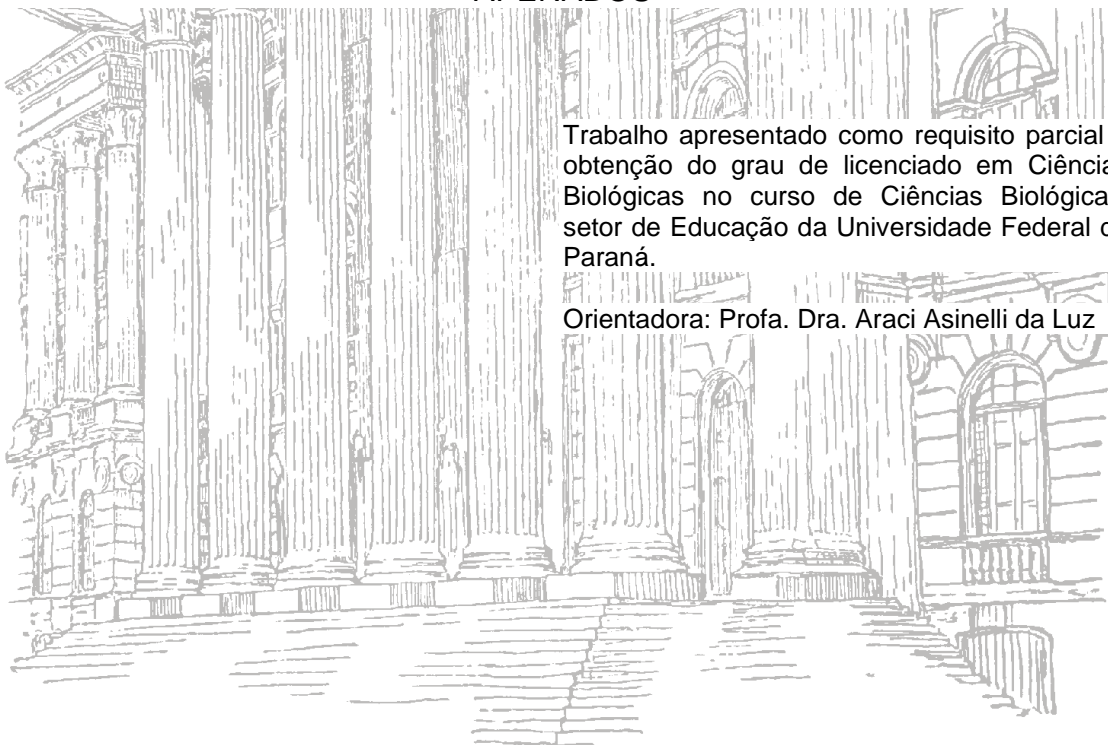 Trabalho apresentado como requisito parcial
obtenção do grau de licenciado em Ciência
Biológicas no curso de Ciências Biológica
setor de Educação da Universidade Federal
Paraná.
Orientadora: Profa. Dra. Araci Asinelli da Luz